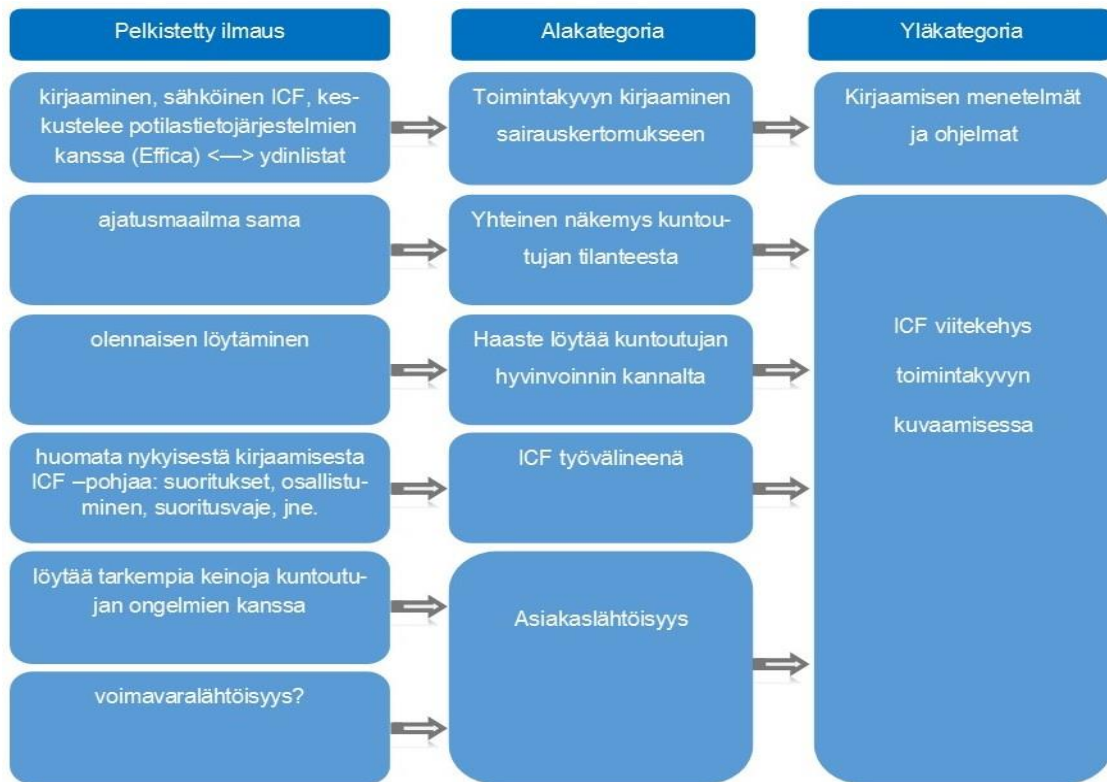 Pelkistetty ilmaus
Alakategoria
Yläkategoria
kirjaaminen, sähköinen ICF, kes-
kustelee potilastietojärjestelmien
kanssa (Effica) <—> ydinlistat
Toimintakyvyn kirjaaminen
sairauskertomukseen
Kirjaamisen menetelmät
ja ohjelmat
ajatusmaailma sama
Yhteinen näkemys kuntou-
tujan tilanteesta
ICF viitekehys
toimintakyvyn
kuvaamisessa
olennaisen löytäminen
Haaste löytää kuntoutujan
hyvinvoinnin kannalta
huomata nykyisestä kirjaamisesta
ICF –pohjaa: suoritukset, osallistu-
minen, suoritusvaje, jne.
ICF työvälineenä
löytää tarkempia keinoja kuntoutu-
jan ongelmien kanssa
Asiakaslähtöisyys
voimavaralähtöisyys?